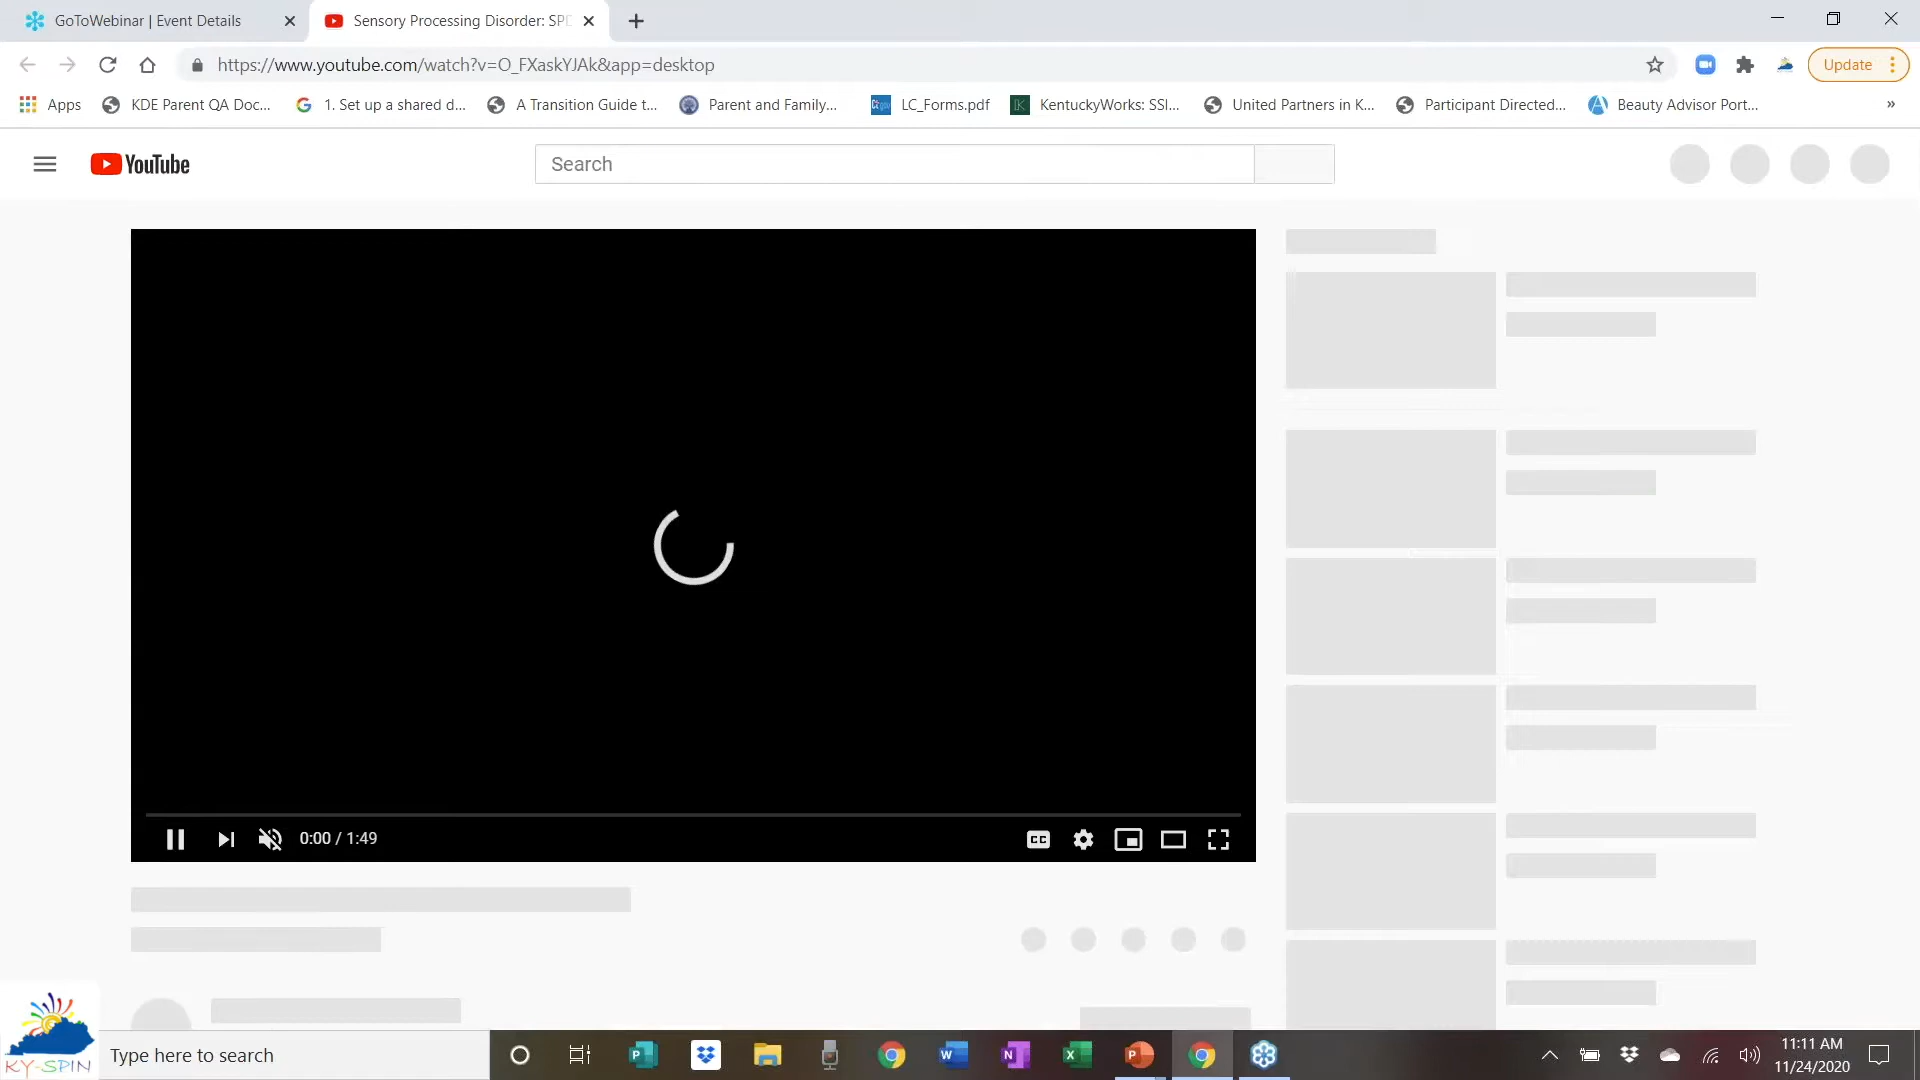 GoToWebinar | Event Details
Sensory Processing Disorder: SPD
https://www.youtube.com/watch?v=O_FXaskYJAk&app=desktop
Update
Apps
KDE Parent QA Doc...
1. Set up a shared d...
A Transition Guide t...
Parent and Family...
LC_Forms.pdf
KentuckyWorks: SSI...
United Partners in K...
Participant Directed...
Beauty Advisor Port...
»
YouTube
Search
0:00 / 1:49
CC
KY-SPIN
Type here to search
11:11 AM
11/24/2020